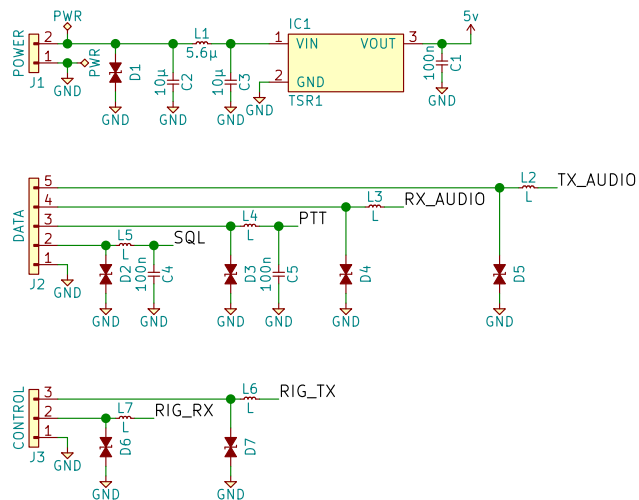 PWR
POWER
2
1
J1
PWR
GND
D1
GND
L1
5.6µ
10µ
C2
GND
10µ
C3
GND
IC1
1
VIN
VOUT
3
2
GND
TSR1
GND
5v
100n
C1
GND
DATA
5
4
3
2
1
J2
GND
L2
L
TX_AUDIO
L3
L
RX_AUDIO
L4
L
PTT
L5
L
SQL
D2
GND
100n
C4
GND
D3
GND
100n
C5
GND
D4
GND
D5
GND
CONTROL
3
2
1
J3
GND
L6
L
RIG_TX
L7
L
RIG_RX
D6
GND
D7
GND